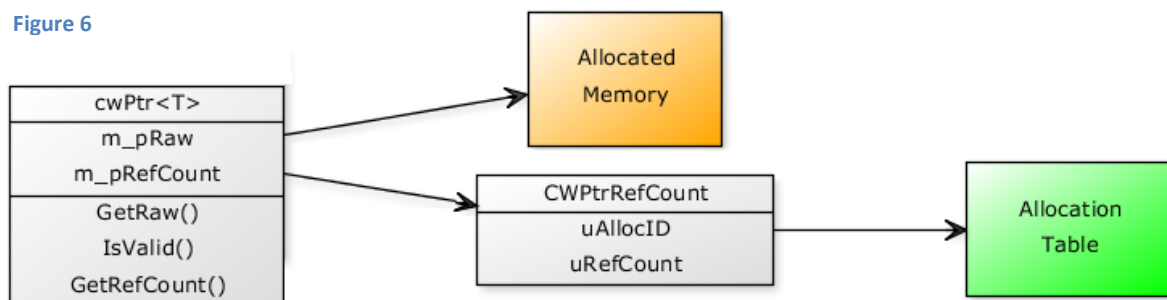 Figure 6
cwPtr<T>
m_pRaw
m_pRefCount
GetRaw()
IsValid()
GetRefCount()
Allocated
Memory
CWPtrRefCount
uAllocID
uRefCount
Allocation
Table